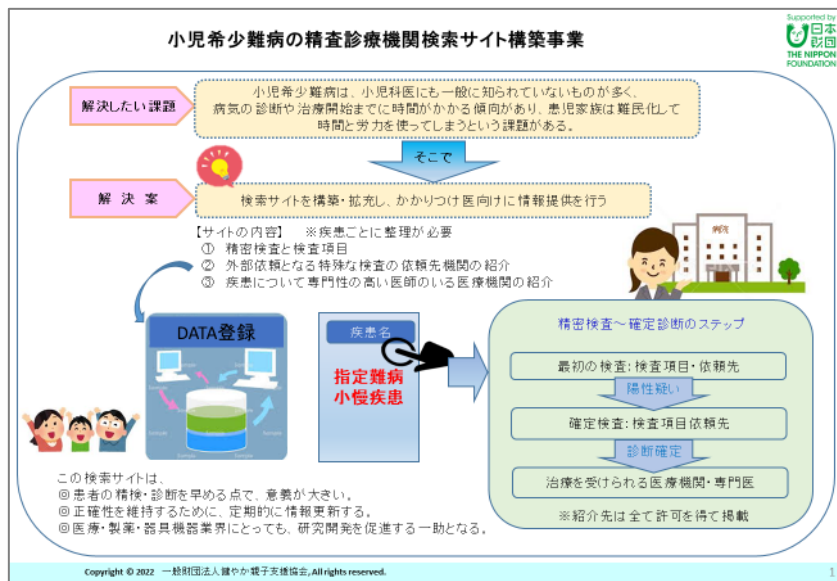 小児希少難病の精査診療機関検索サイト構築事業
Supported by
日本
財団
THE NIPPON
FOUNDATION
解決したい課題
小児希少難病は、小児科医にも一般に知られていないものが多く、
病気の診断や治療開始までに時間がかかる傾向があり、患児家族は難民化して
時間と労力を使ってしまうという課題がある。
そこで
解決案
検索サイトを構築・拡充し、かかりつけ医向けに情報提供を行う
【サイトの内容】 ※疾患ごとに整理が必要
① 精密検査と検査項目
② 外部依頼となる特殊な検査の依頼先機関の紹介
③ 疾患について専門性の高い医師のいる医療機関の紹介
病院
DATA登録
疾患名
指定難病
小慢疾患
精密検査～確定診断のステップ
最初の検査：検査項目・依頼先
陽性疑い
確定検査：検査項目依頼先
診断確定
治療を受けられる医療機関・専門医
※紹介先は全て許可を得て掲載
この検索サイトは、
◎患者の精検・診断を早める点で、意義が大きい。
◎正確性を維持するために、定期的に情報更新する。
◎医療・製薬・器具機器業界にとっても、研究開発を促進する一助となる。
Copyright © 2022 一般財団法人健やか親子支援協会, All rights reserved.
1